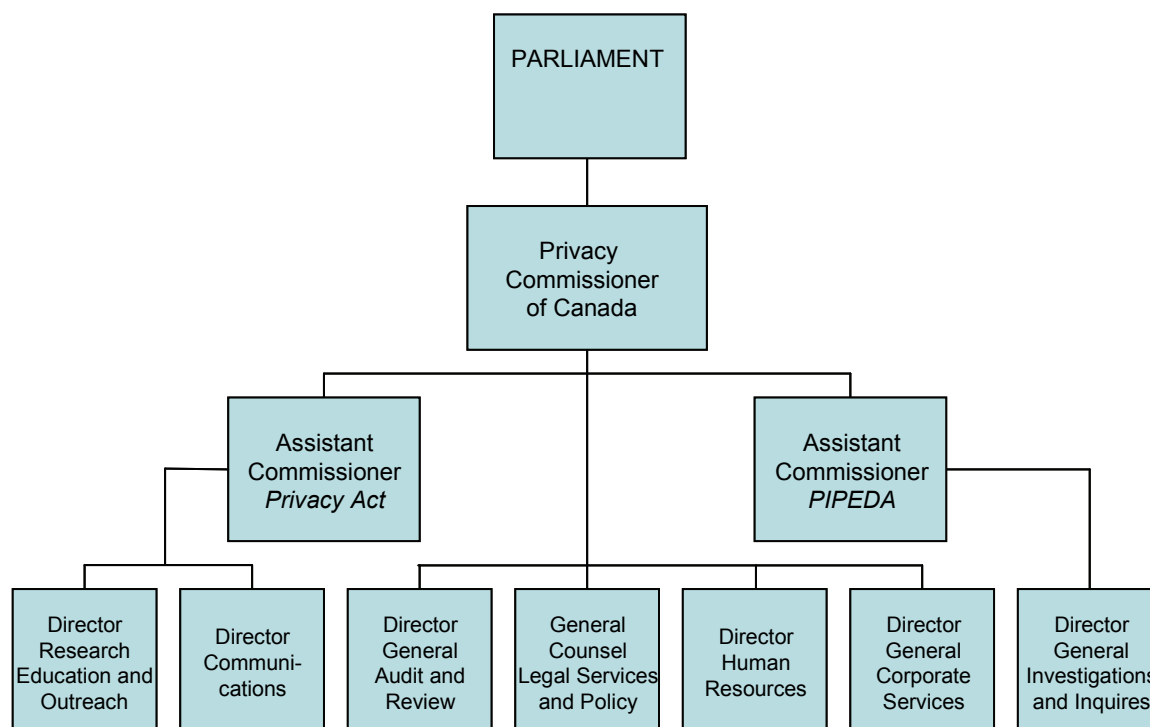 PARLIAMENT
Privacy
Commissioner
of Canada
Assistant
Commissioner
Privacy Act
Assistant
Commissioner
PIPEDA
Director
Research
Education and
Outreach
Director
Communi-
cations
Director
General
Audit and
Review
General
Counsel
Legal Services
and Policy
Director
Human
Resources
Director
General
Corporate
Services
Director
General
Investigations
and Inquires